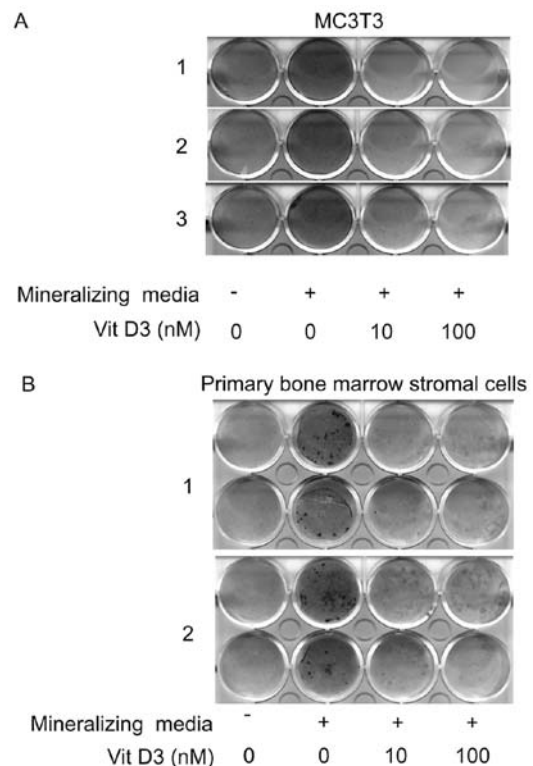 A
MC3T3
1
2
3
Mineralizing media - + + +
Vit D3 (nM) 0 0 10 100
B
Primary bone marrow stromal cells
1
2
Mineralizing media - + + +
Vit D3 (nM) 0 0 10 100